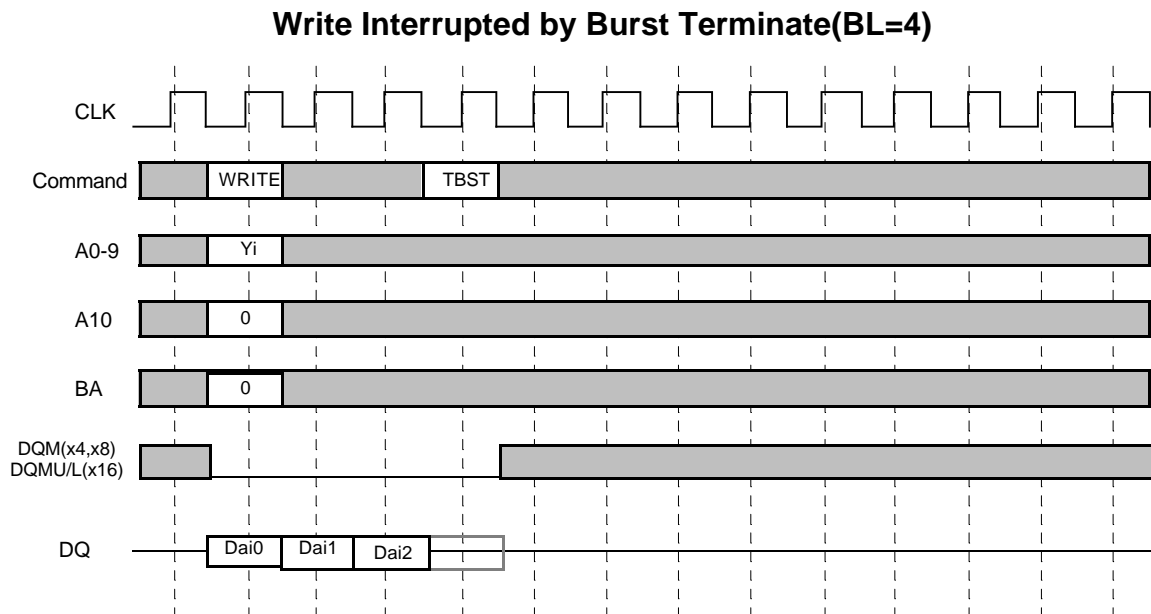 Write Interrupted by Burst Terminate(BL=4)
CLK
Command WRITE TBST
A0-9 Yi
A10 0
BA 0
DQM(x4,x8)
DQMU/L(x16)
DQ Dai0 Dai1 Dai2